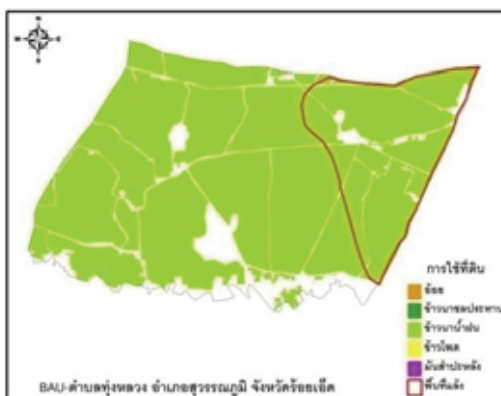 การใช้ที่ดิน
อ้อย
ข้าวนาชลประทาน
ข้าวนาน้ำฝน
ข้าวโพด
มันสำปะหลัง
พื้นที่แล้ง
BAU-ตำบลทุ่งหลวง อำเภอสุวรรณภูมิ จังหวัดร้อยเอ็ด